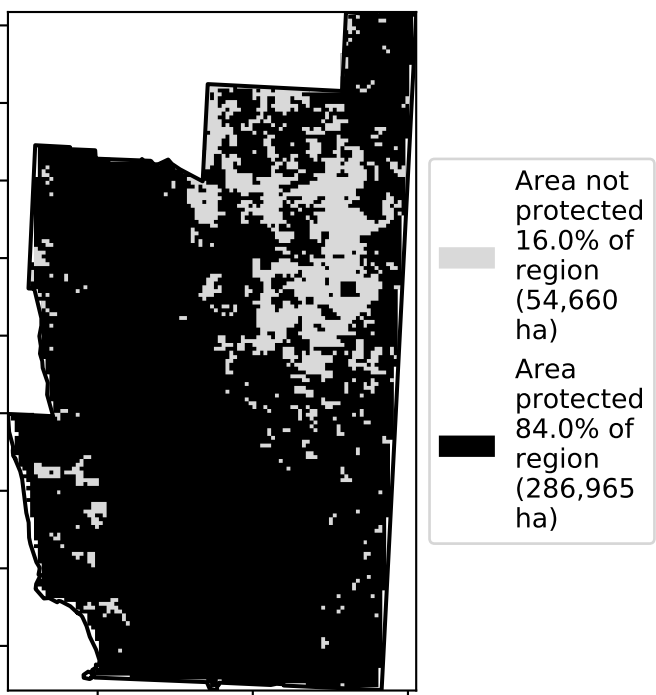 Area not
protected
16.0% of
region
(54,660
ha)
Area
protected
84.0% of
region
(286,965
ha)